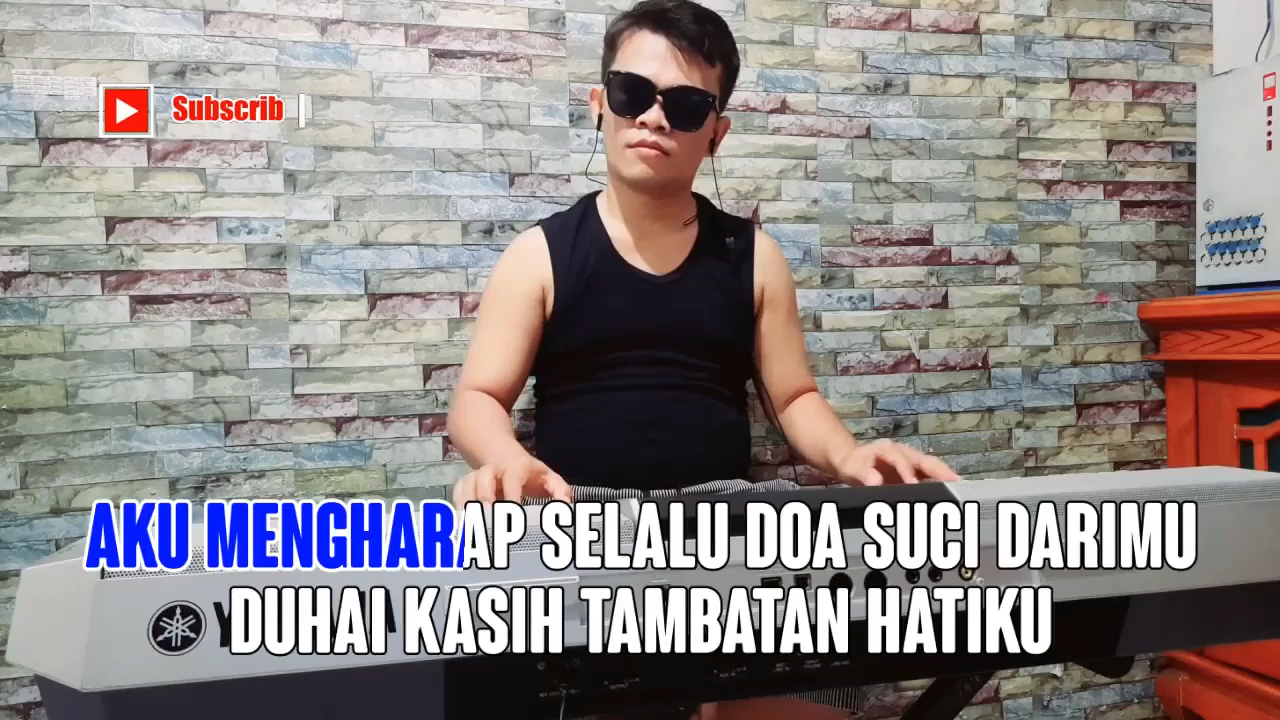 Subscrib
AKU MENGHARAP SELALU DOA SUCI DARIMU
DUHAI KASIH TAMBATAN HATIKU